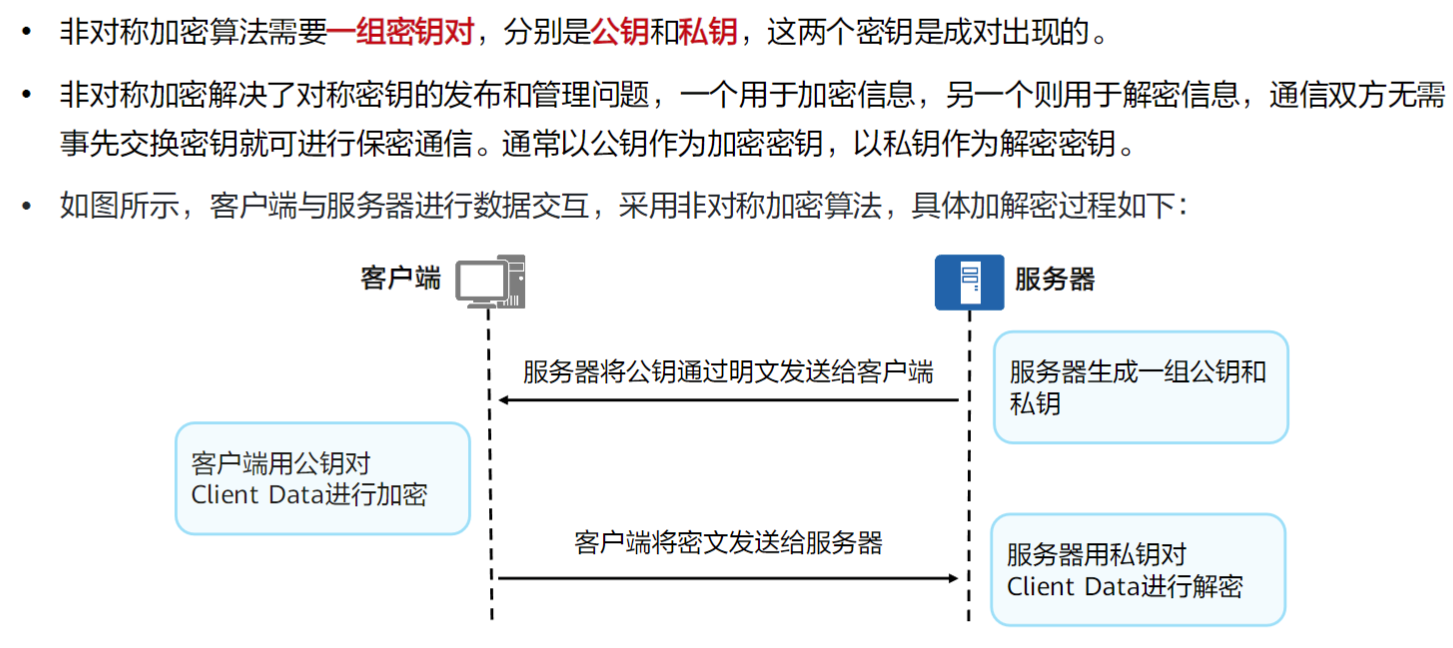 • 非对称加密算法需要一组密钥对，分别是公钥和私钥，这两个密钥是成对出现的。
• 非对称加密解决了对称密钥的发布和管理问题，一个用于加密信息，另一个则用于解密信息，通信双方无需
事先交换密钥就可进行保密通信。通常以公钥作为加密密钥，以私钥作为解密密钥。
• 如图所示，客户端与服务器进行数据交互，采用非对称加密算法，具体加解密过程如下：
客户端
服务器
服务器将公钥通过明文发送给客户端
服务器生成一组公钥和
私钥
客户端用公钥对
Client Data进行加密
客户端将密文发送给服务器
服务器用私钥对
Client Data进行解密